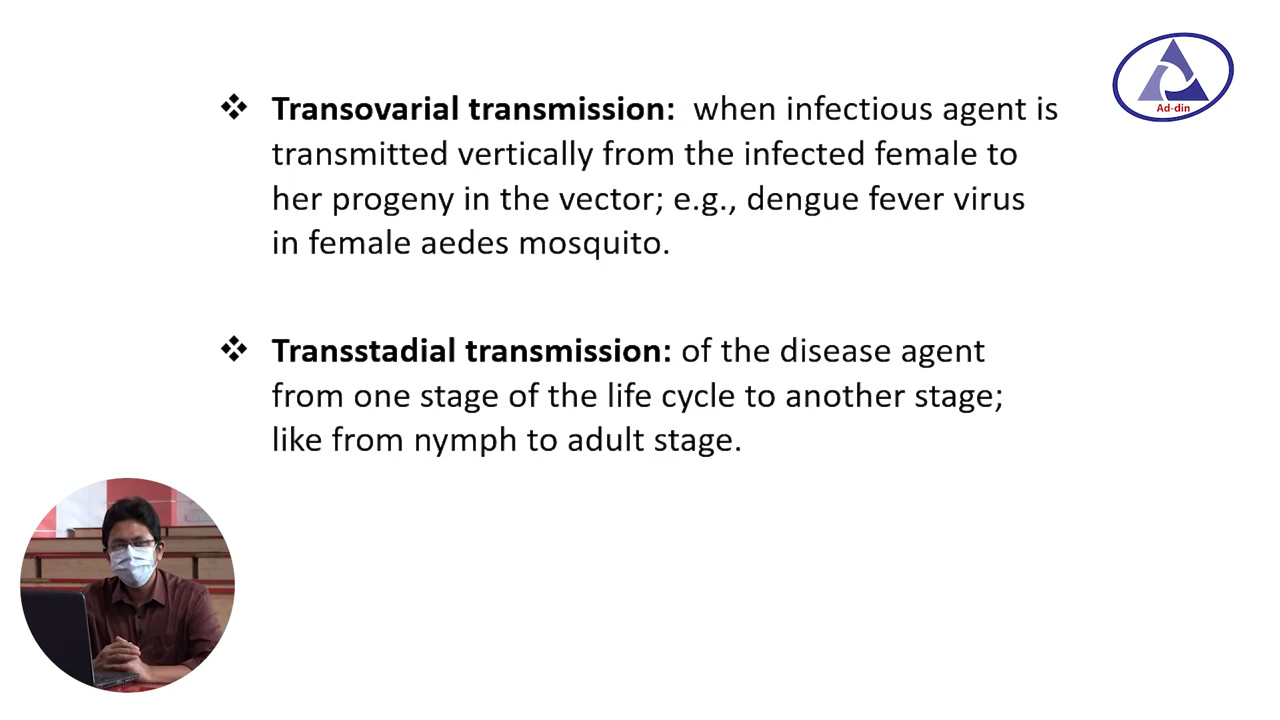 Ad-din
❖ Transovarial transmission: when infectious agent is
transmitted vertically from the infected female to
her progeny in the vector; e.g., dengue fever virus
in female aedes mosquito.
❖ Transstadial transmission: of the disease agent
from one stage of the life cycle to another stage;
like from nymph to adult stage.